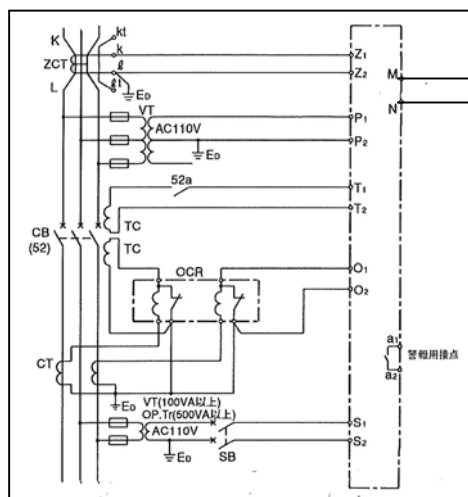 K
kt
k
ZCT
ℓ
L
ℓt
E_D
Z₁
Z₂
M
N
VT
AC110V
E_D
P₁
P₂
52a
T₁
T₂
TC
CB
(52)
TC
OCR
O₁
O₂
CT
a₁
警報用接点
a₂
E_D
VT(100VA以上)
OP.Tr(500VA以上)
AC110V
E_D
SB
S₁
S₂